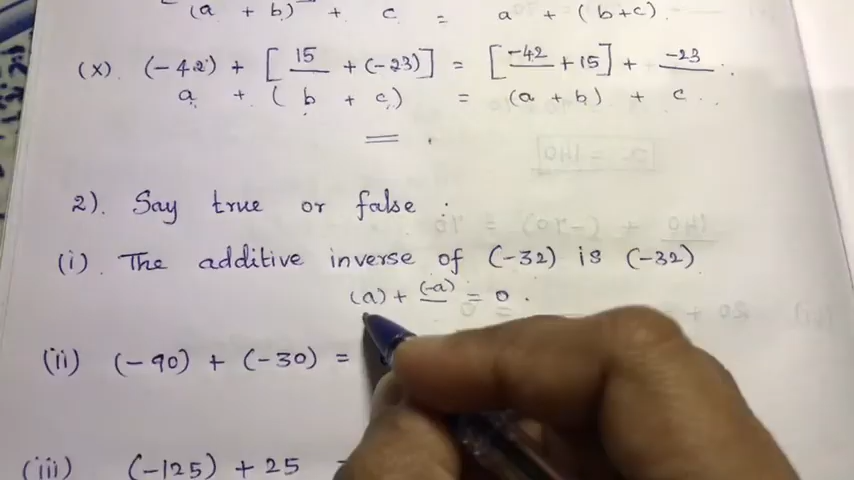 (a + b) + c = a + (b+c).
(x). (-42) + [ 15 + (-23)] = [-42 + 15] + -23.
a + ( b + c) = (a + b) + c.
2). Say true or false :
(i). The additive inverse of (-32) is (-32)
(a) + (-a) = 0.
(ii) (-90) + (-30) =
(iii) (-125) + 25